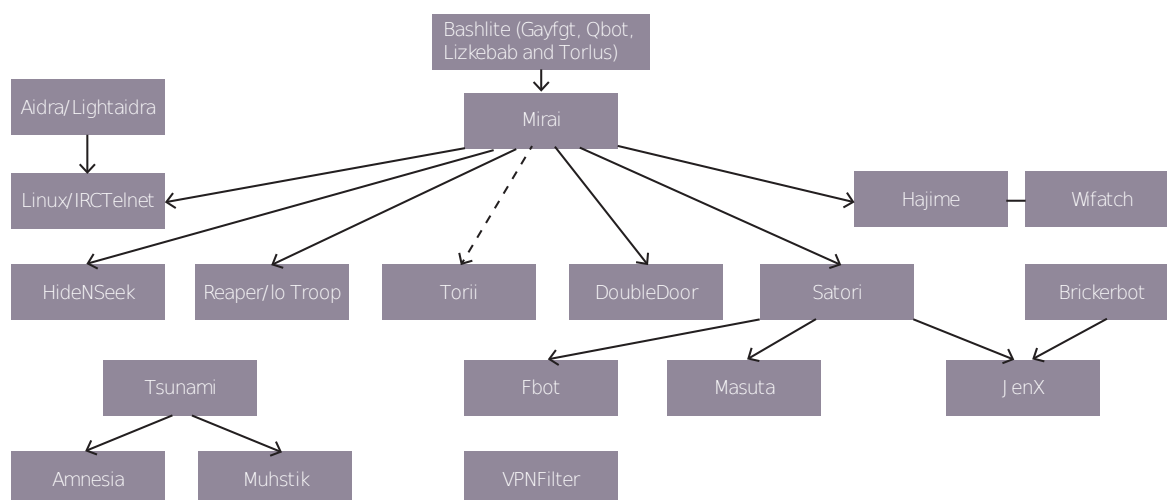 Bashlite (Gayfgt, Qbot,
Lizkebab and Torlus)
Aidra/Lightaidra
Mirai
Linux/IRCTelnet
Hajime
Wifatch
HideNSeek
Reaper/Io Troop
Torii
DoubleDoor
Satori
Brickerbot
Tsunami
Fbot
Masuta
JenX
Amnesia
Muhstik
VPNFilter